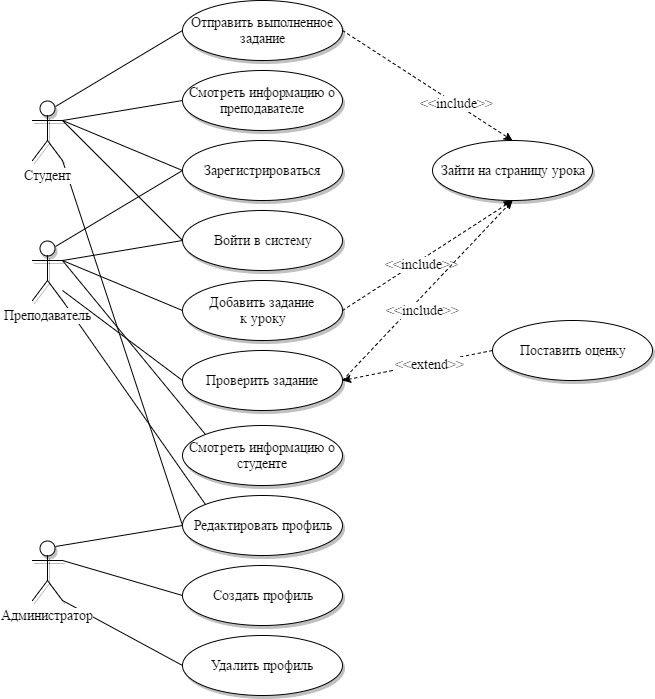 Отправить выполненное
задание
Смотреть информацию о
преподавателе
<<include>>
Студент
Зарегистрироваться
Зайти на страницу урока
Войти в систему
<<include>>
Преподаватель
Добавить задание
к уроку
<<include>>
Проверить задание
<<extend>>
Поставить оценку
Смотреть информацию о
студенте
Редактировать профиль
Администратор
Создать профиль
Удалить профиль